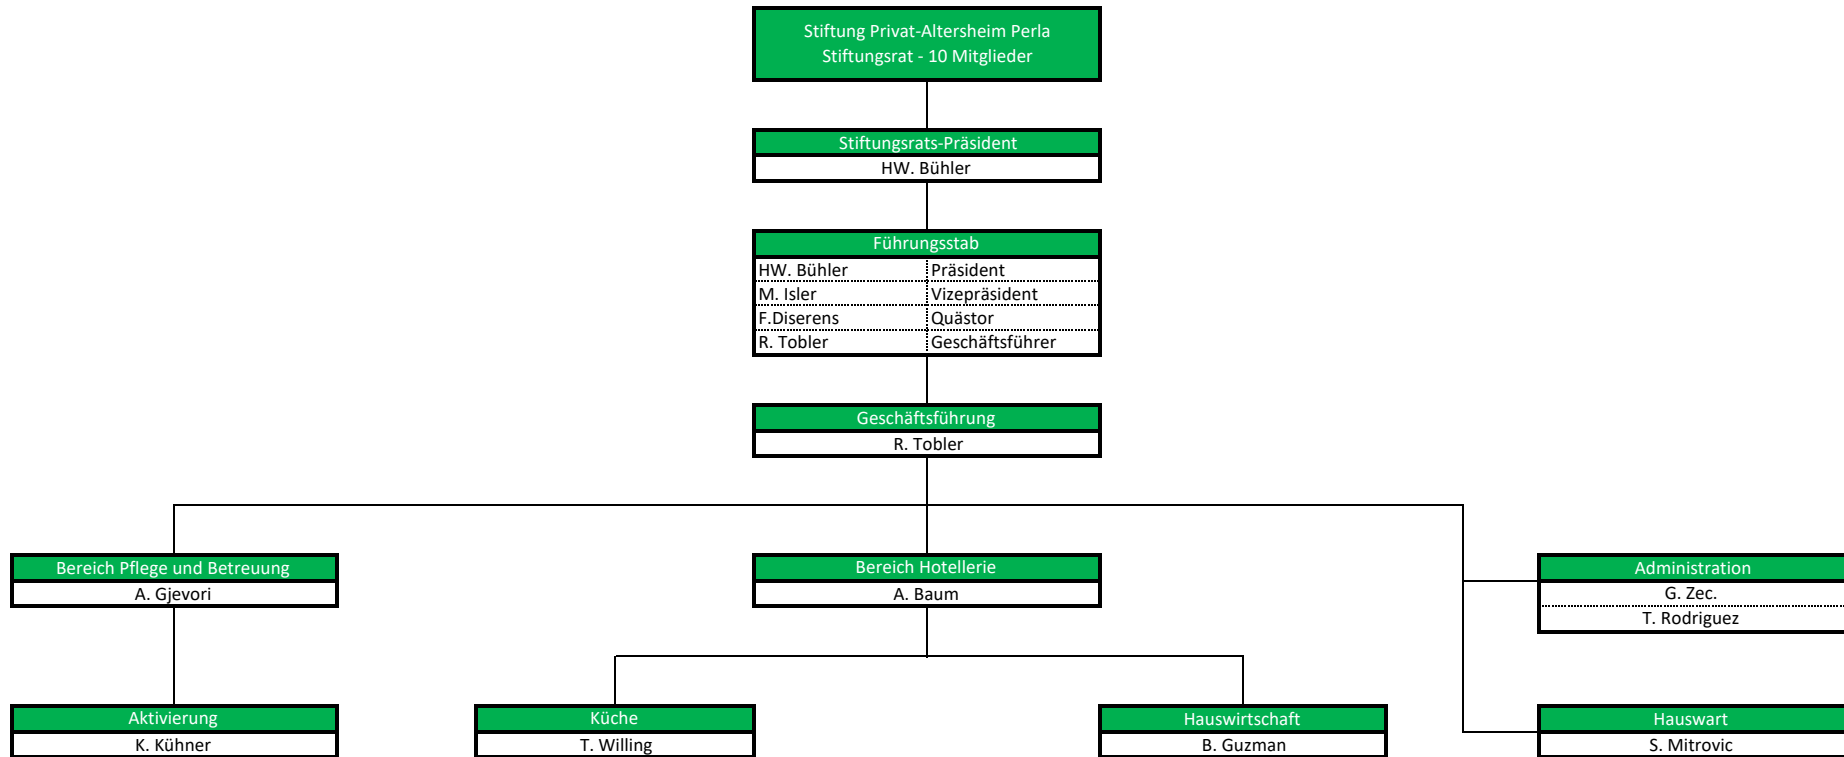 Stiftung Privat-Altersheim Perla
Stiftungsrat - 10 Mitglieder
Stiftungsrats-Präsident
HW. Bühler
Führungsstab
HW. Bühler Präsident
M. Isler Vizepräsident
F.Diserens Quästor
R. Tobler Geschäftsführer
Geschäftsführung
R. Tobler
Bereich Pflege und Betreuung
A. Gjevori
Bereich Hotellerie
A. Baum
Administration
G. Zec.
T. Rodriguez
Aktivierung
K. Kühner
Küche
T. Willing
Hauswirtschaft
B. Guzman
Hauswart
S. Mitrovic